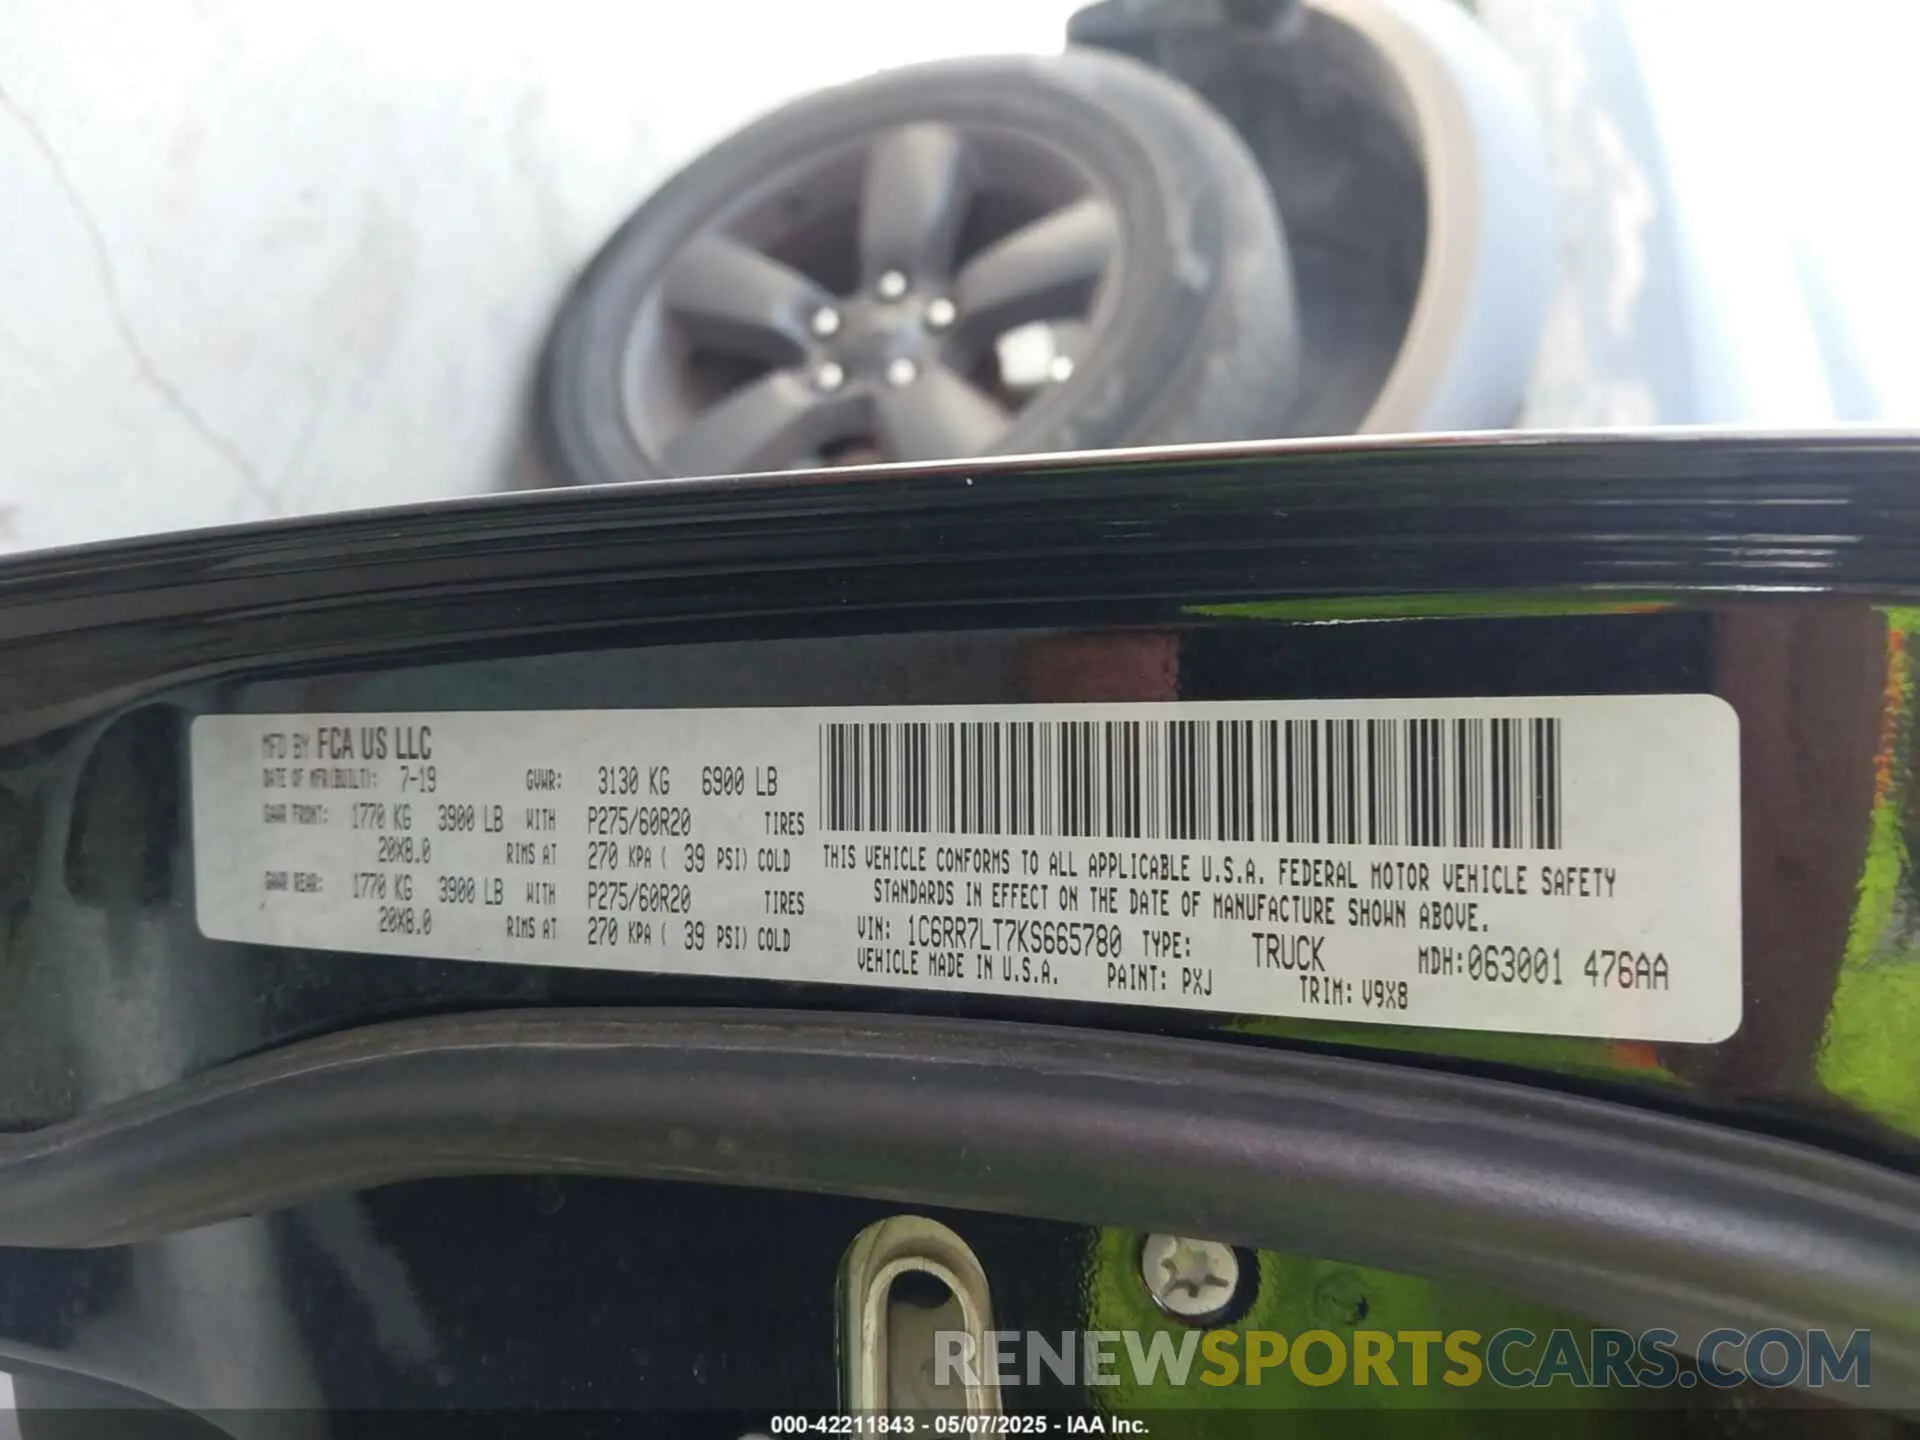 MFD BY FCA US LLC
DATE OF MFR(BUILT): 7-19 GVWR: 3130 KG 6900 LB
GAWR FRONT: 1770 KG 3900 LB WITH P275/60R20 TIRES
20X8.0 RIMS AT 270 KPA ( 39 PSI) COLD
GAWR REAR: 1770 KG 3900 LB WITH P275/60R20 TIRES
20X8.0 RIMS AT 270 KPA ( 39 PSI) COLD
THIS VEHICLE CONFORMS TO ALL APPLICABLE U.S.A. FEDERAL MOTOR VEHICLE SAFETY
STANDARDS IN EFFECT ON THE DATE OF MANUFACTURE SHOWN ABOVE.
VIN: 1C6RR7LT7KS665780 TYPE: TRUCK MDH:063001 476AA
VEHICLE MADE IN U.S.A. PAINT: PXJ TRIM: V9X8
RENEWSPORTSCARS.COM
000-42211843 - 05/07/2025 - IAA Inc.